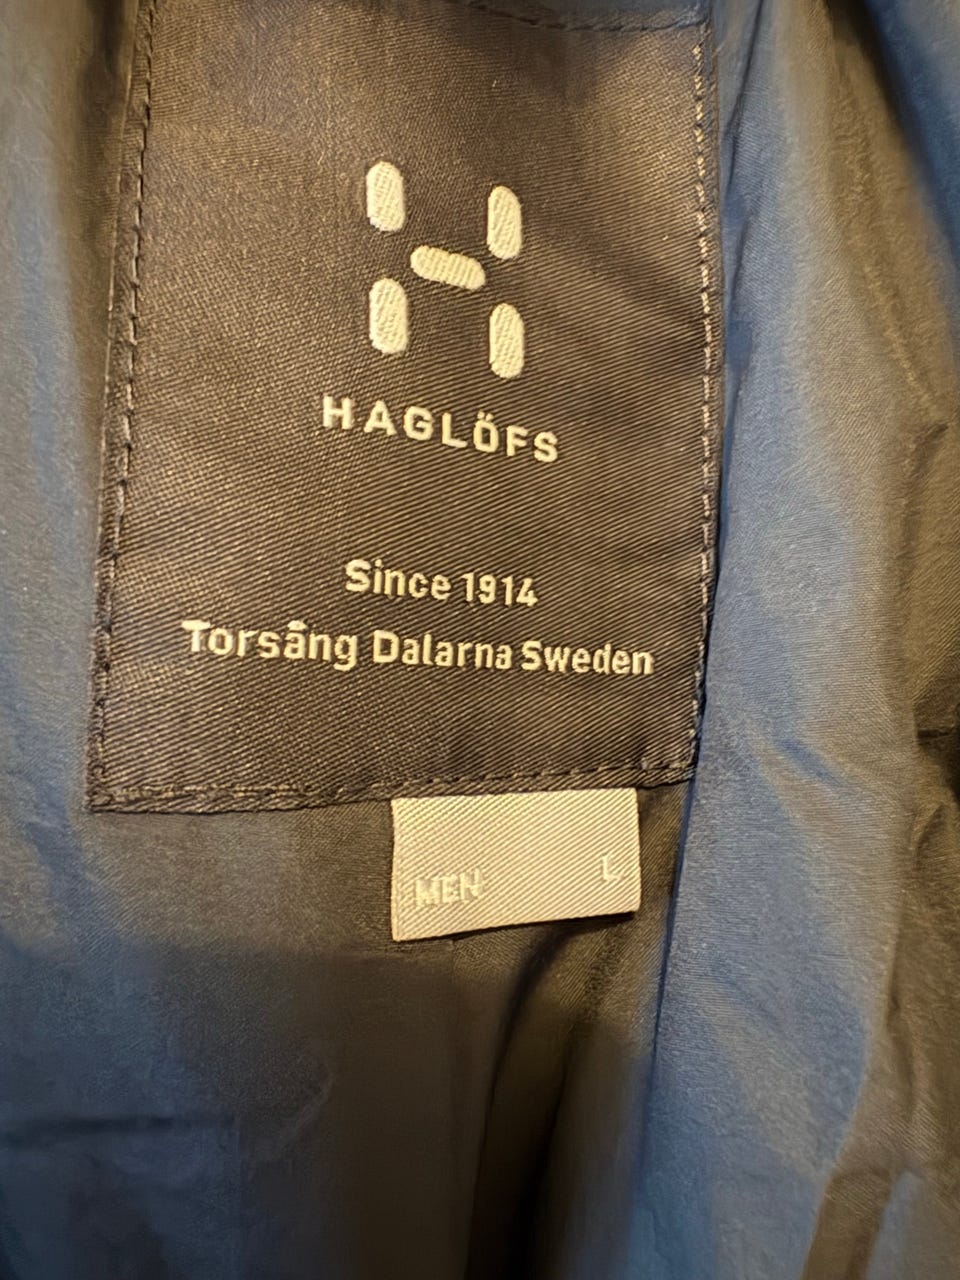 HAGLÖFS
Since 1914
Torsång Dalarna Sweden
MEN L